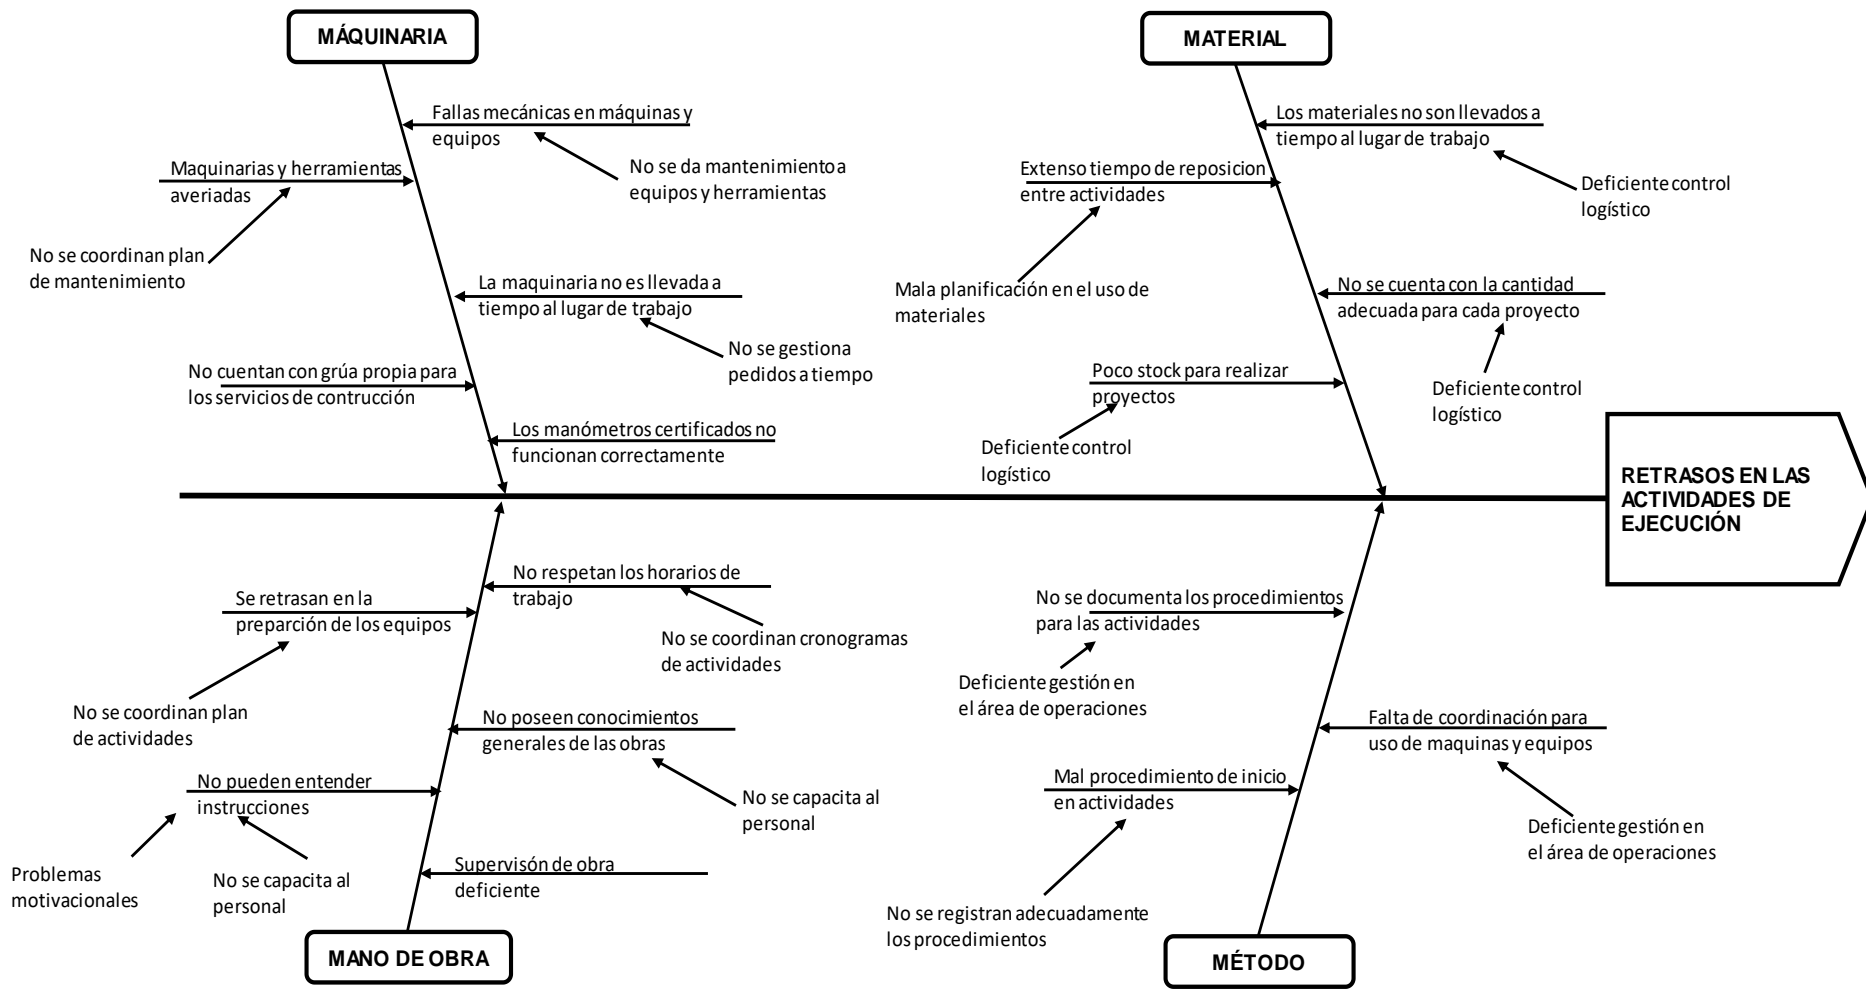 MÁQUINARIA
MATERIAL
Fallas mecánicas en máquinas y
equipos
No se da mantenimiento a
equipos y herramientas
Maquinarias y herramientas
averiadas
No se coordinan plan
de mantenimiento
La maquinaria no es llevada a
tiempo al lugar de trabajo
No se gestiona
pedidos a tiempo
No cuentan con grúa propia para
los servicios de contrucción
Los manómetros certificados no
funcionan correctamente
Los materiales no son llevados a
tiempo al lugar de trabajo
Deficiente control
logístico
Extenso tiempo de reposicion
entre actividades
Mala planificación en el uso de
materiales
No se cuenta con la cantidad
adecuada para cada proyecto
Deficiente control
logístico
Poco stock para realizar
proyectos
Deficiente control
logístico
RETRASOS EN LAS
ACTIVIDADES DE
EJECUCIÓN
No respetan los horarios de
trabajo
No se coordinan cronogramas
de actividades
Se retrasan en la
preparción de los equipos
No se coordinan plan
de actividades
No poseen conocimientos
generales de las obras
No se capacita al
personal
No pueden entender
instrucciones
Problemas
motivacionales
No se capacita al
personal
Supervisón de obra
deficiente
MANO DE OBRA
No se documenta los procedimientos
para las actividades
Deficiente gestión en
el área de operaciones
Falta de coordinación para
uso de maquinas y equipos
Deficiente gestión en
el área de operaciones
Mal procedimiento de inicio
en actividades
No se registran adecuadamente
los procedimientos
MÉTODO